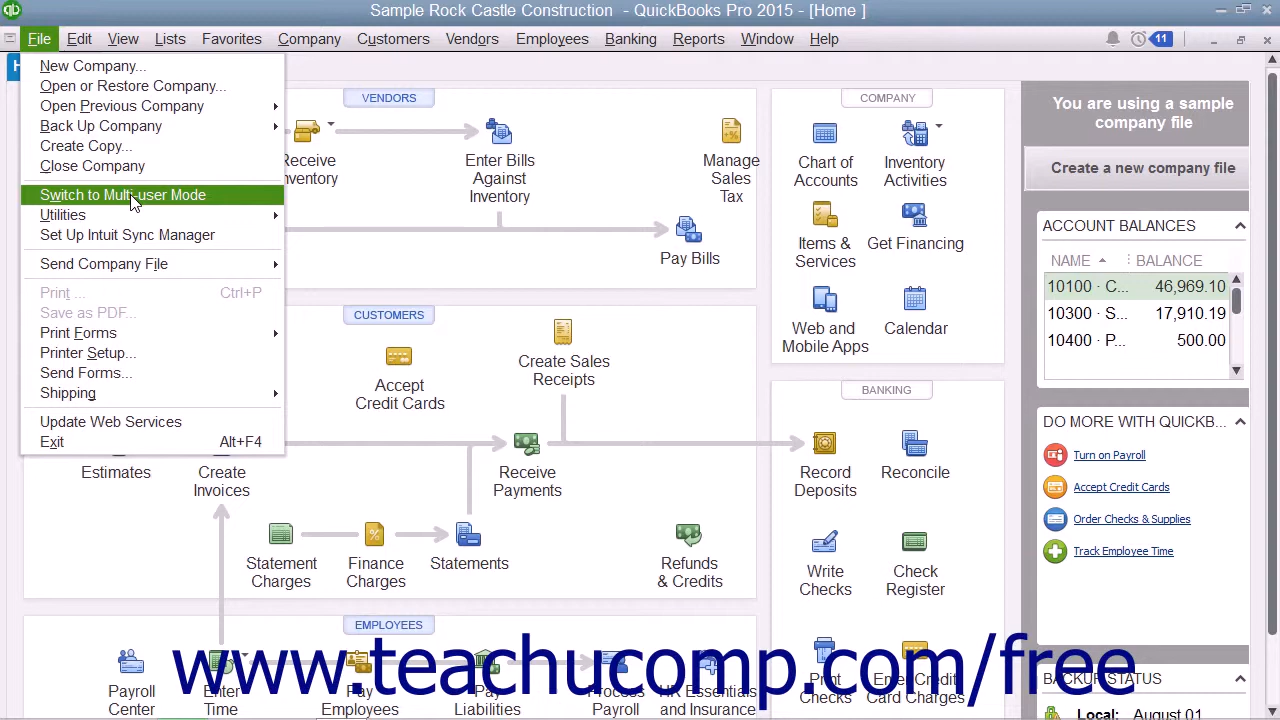 Sample Rock Castle Construction - QuickBooks Pro 2015 - [Home ]
File Edit View Lists Favorites Company Customers Vendors Employees Banking Reports Window Help
11
New Company...
Open or Restore Company...
Open Previous Company
Back Up Company
Create Copy...
Close Company
Switch to Multi-user Mode
Utilities
Set Up Intuit Sync Manager
Send Company File
Print ... Ctrl+P
Save as PDF...
Print Forms
Printer Setup...
Send Forms...
Shipping
Update Web Services
Exit Alt+F4
VENDORS
Receive
Inventory
Enter Bills
Against
Inventory
Manage
Sales
Tax
Pay Bills
CUSTOMERS
Accept
Credit Cards
Create Sales
Receipts
Estimates
Create
Invoices
Receive
Payments
Statement
Charges
Finance
Charges
Statements
Refunds
& Credits
EMPLOYEES
Payroll
Center
Enter
Time
Pay
Employees
Pay
Liabilities
Process
Payroll
HR Essentials
and Insurance
COMPANY
Chart of
Accounts
Inventory
Activities
Items &
Services
Get Financing
Web and
Mobile Apps
Calendar
BANKING
Record
Deposits
Reconcile
Write
Checks
Check
Register
Print
Checks
Enter Credit
Card Charges
You are using a sample
company file
Create a new company file
ACCOUNT BALANCES
NAME BALANCE
10100 · C... 46,969.10
10300 · S... 17,910.19
10400 · P... 500.00
DO MORE WITH QUICKB...
Turn on Payroll
Accept Credit Cards
Order Checks & Supplies
Track Employee Time
BACKUP STATUS
Local: August 01
www.teachucomp.com/free